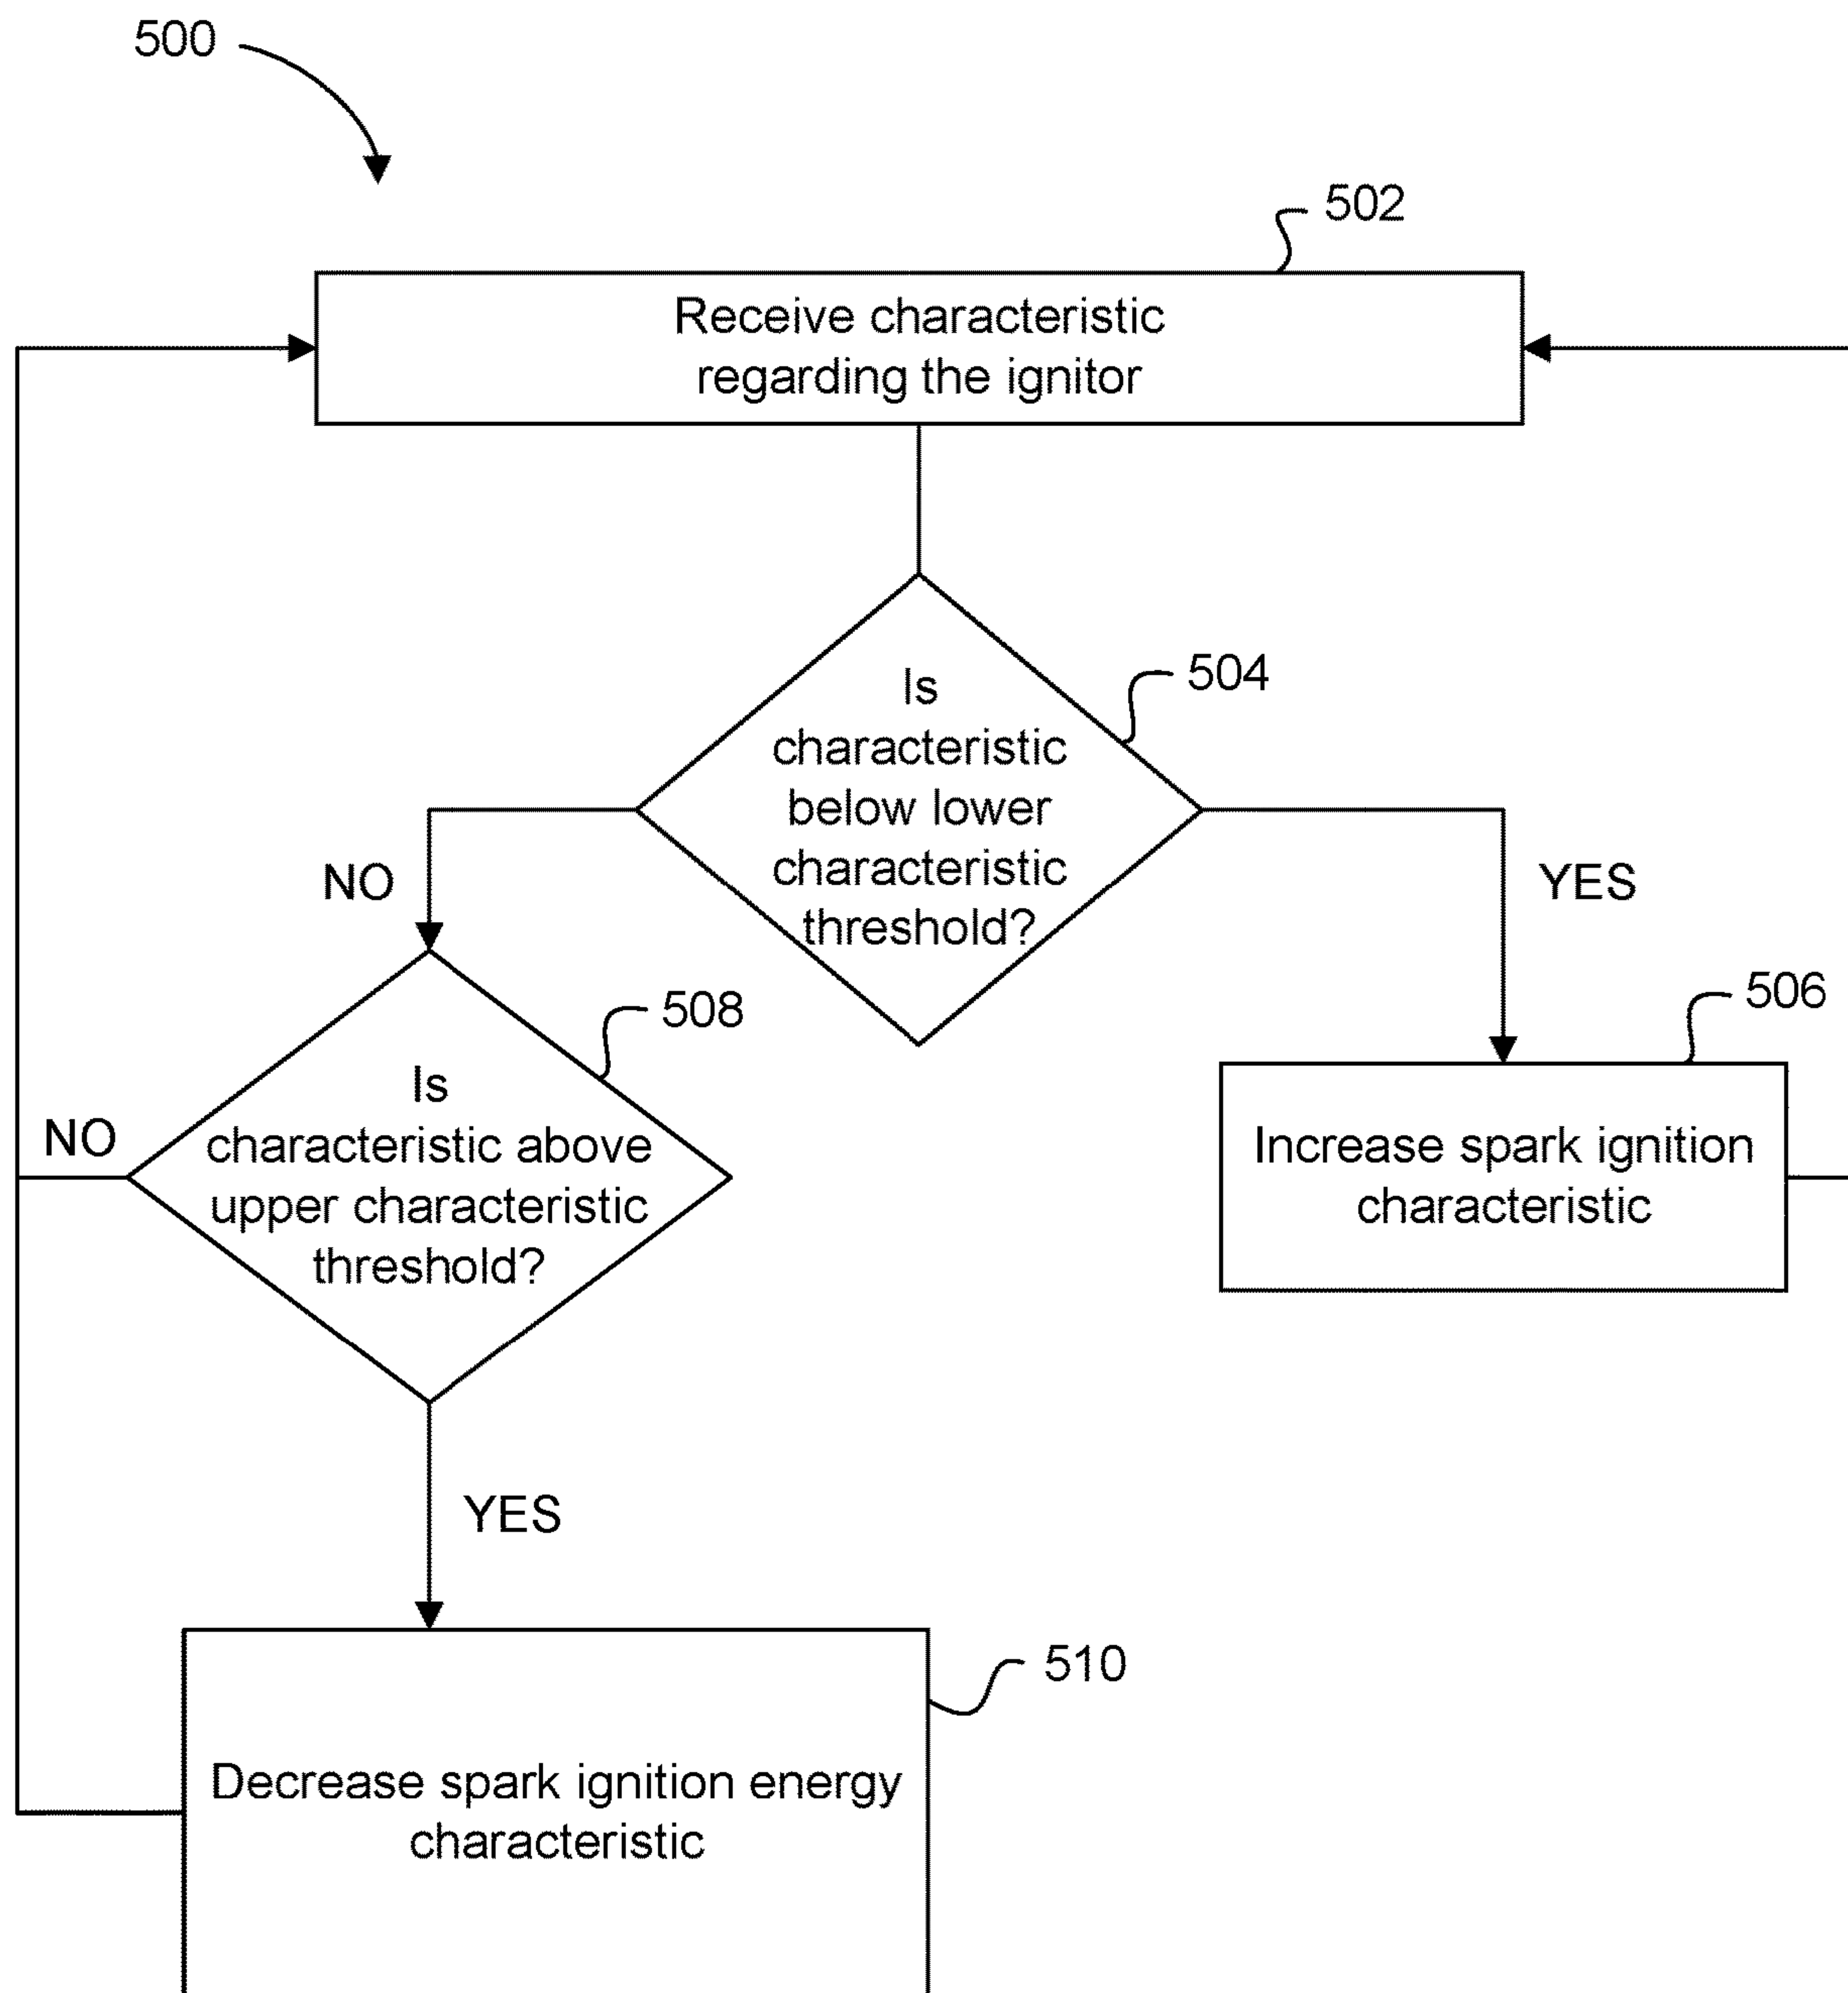 500
502
Receive characteristic
regarding the ignitor
504
Is
characteristic
below lower
characteristic
threshold?
NO
YES
508
506
Is
characteristic above
upper characteristic
threshold?
NO
Increase spark ignition
characteristic
YES
510
Decrease spark ignition energy
characteristic